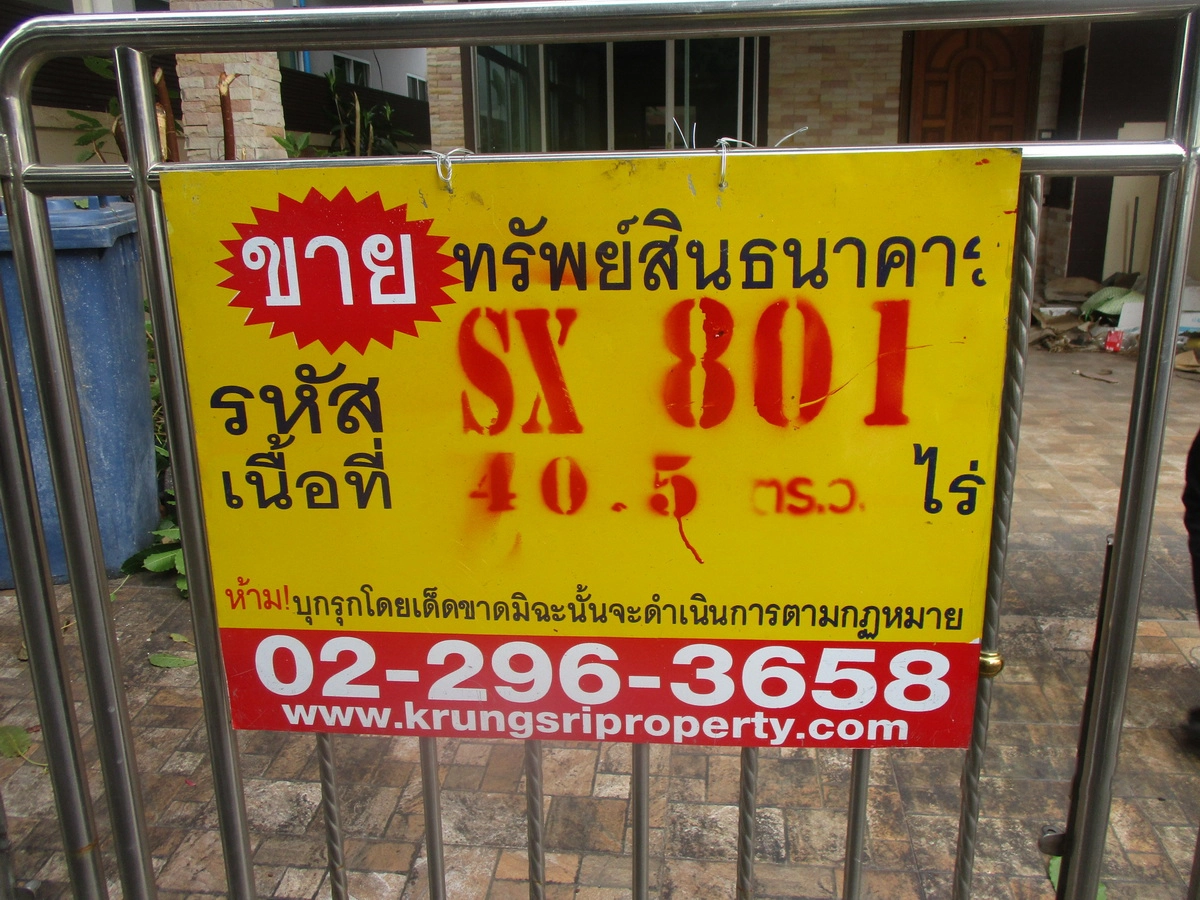 ขาย ทรัพย์สินธนาคาร
รหัส SX 801
เนื้อที่ 40.5 ตร.ว. ไร่
ห้าม! บุกรุกโดยเด็ดขาดมิฉะนั้นจะดำเนินการตามกฏหมาย
02-296-3658
www.krungsriproperty.com